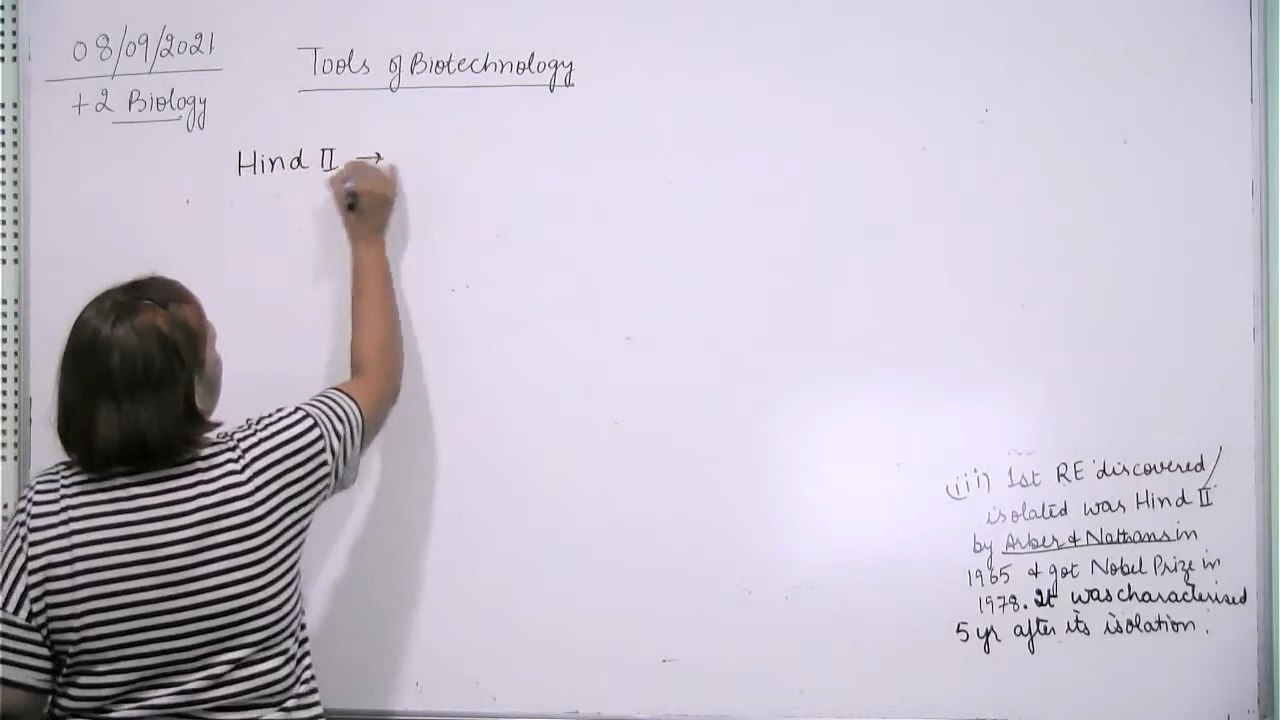 08/09/2021
+2 Biology
Tools of Biotechnology
Hind II →
(iii) 1st RE discovered/
isolated was Hind II
by Arber & Nathans in
1965 & got Nobel Prize in
1978. It was characterised
5 yr after its isolation.